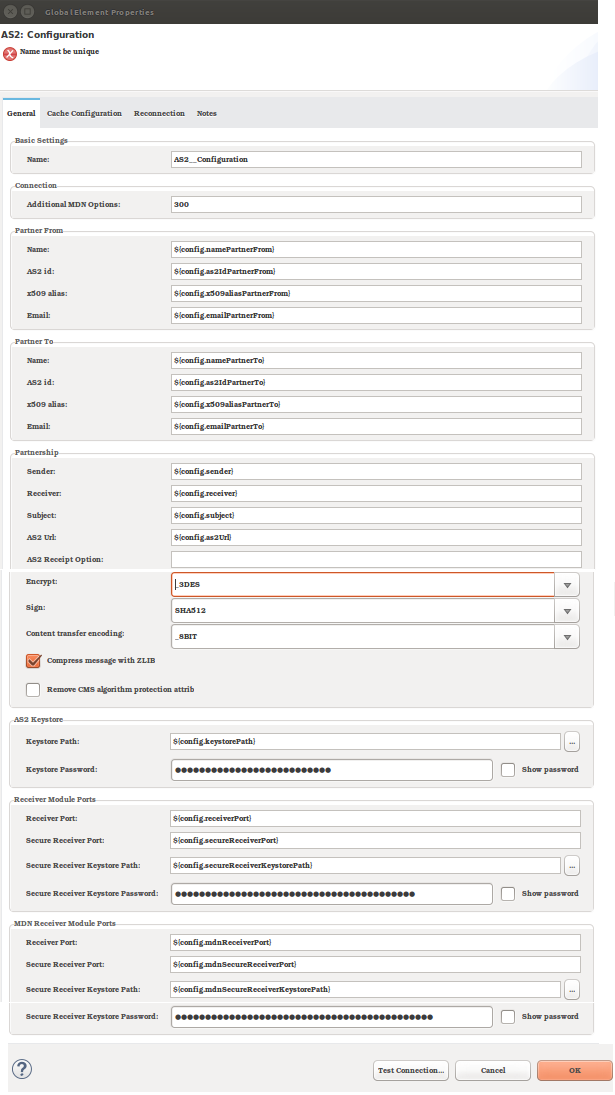 Global Element Properties
AS2: Configuration
Name must be unique
General Cache Configuration Reconnection Notes
Basic Settings
Name: AS2__Configuration
Connection
Additional MDN Options: 300
Partner From
Name: ${config.namePartnerFrom}
AS2 id: ${config.as2IdPartnerFrom}
x509 alias: ${config.x509aliasPartnerFrom}
Email: ${config.emailPartnerFrom}
Partner To
Name: ${config.namePartnerTo}
AS2 id: ${config.as2IdPartnerTo}
x509 alias: ${config.x509aliasPartnerTo}
Email: ${config.emailPartnerTo}
Partnership
Sender: ${config.sender}
Receiver: ${config.receiver}
Subject: ${config.subject}
AS2 Url: ${config.as2Url}
AS2 Receipt Option:
Encrypt: _3DES
Sign: SHA512
Content transfer encoding: _8BIT
Compress message with ZLIB
Remove CMS algorithm protection attrib
AS2 Keystore
Keystore Path: ${config.keystorePath} ...
Keystore Password: ●●●●●●●●●●●●●●●●●●●●●●●●●● Show password
Receiver Module Ports
Receiver Port: ${config.receiverPort}
Secure Receiver Port: ${config.secureReceiverPort}
Secure Receiver Keystore Path: ${config.secureReceiverKeystorePath} ...
Secure Receiver Keystore Password: ●●●●●●●●●●●●●●●●●●●●●●●●●●●●●●●●●●●●●●●● Show password
MDN Receiver Module Ports
Receiver Port: ${config.mdnReceiverPort}
Secure Receiver Port: ${config.mdnSecureReceiverPort}
Secure Receiver Keystore Path: ${config.mdnSecureReceiverKeystorePath} ...
Secure Receiver Keystore Password: ●●●●●●●●●●●●●●●●●●●●●●●●●●●●●●●●●●●●●●●●●●● Show password
? Test Connection... Cancel OK